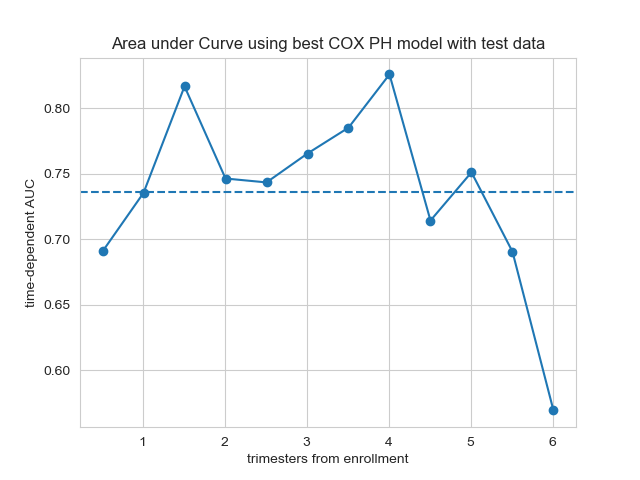 Area under Curve using best COX PH model with test data
time-dependent AUC
0.80
0.75
0.70
0.65
0.60
1 2 3 4 5 6
trimesters from enrollment